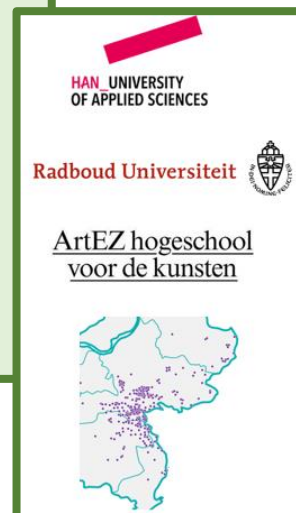 HAN_UNIVERSITY
OF APPLIED SCIENCES
Radboud Universiteit
ArtEZ hogeschool
voor de kunsten